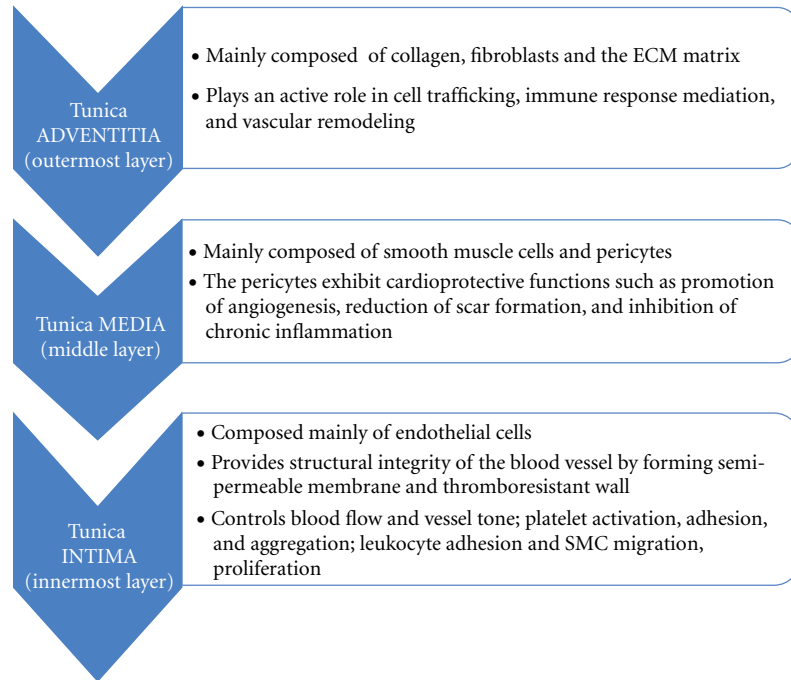 Tunica
ADVENTITIA
(outermost layer)
• Mainly composed of collagen, fibroblasts and the ECM matrix
• Plays an active role in cell trafficking, immune response mediation,
and vascular remodeling
Tunica MEDIA
(middle layer)
• Mainly composed of smooth muscle cells and pericytes
• The pericytes exhibit cardioprotective functions such as promotion
of angiogenesis, reduction of scar formation, and inhibition of
chronic inflammation
Tunica
INTIMA
(innermost layer)
• Composed mainly of endothelial cells
• Provides structural integrity of the blood vessel by forming semi-
permeable membrane and thromboresistant wall
• Controls blood flow and vessel tone; platelet activation, adhesion,
and aggregation; leukocyte adhesion and SMC migration,
proliferation